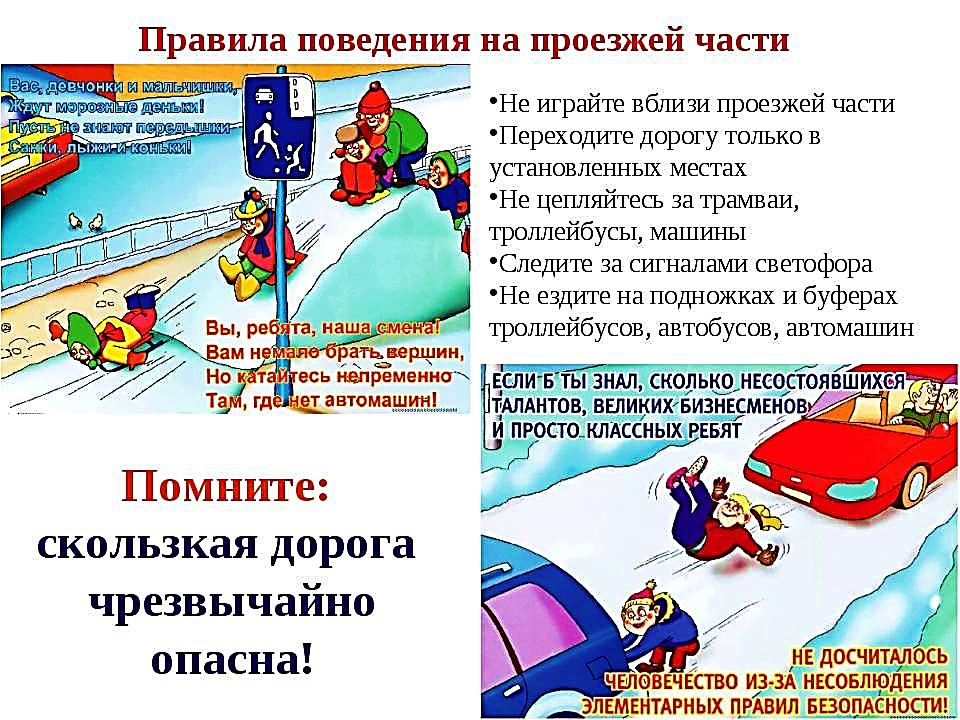 Правила поведения на проезжей части
Вас, девчонки и мальчишки,
Ждут морозные деньки!
Пусть не знают передышки
Санки, лыжи и коньки!
Вы, ребята, наша смена!
Вам немало брать вершин,
Но катайтесь непременно
Там, где нет автомашин!
•Не играйте вблизи проезжей части
•Переходите дорогу только в
установленных местах
•Не цепляйтесь за трамваи,
троллейбусы, машины
•Следите за сигналами светофора
•Не ездите на подножках и буферах
троллейбусов, автобусов, автомашин
Помните:
скользкая дорога
чрезвычайно
опасна!
ЕСЛИ Б ТЫ ЗНАЛ, СКОЛЬКО НЕСОСТОЯВШИХСЯ
ТАЛАНТОВ, ВЕЛИКИХ БИЗНЕСМЕНОВ
И ПРОСТО КЛАССНЫХ РЕБЯТ
НЕ ДОСЧИТАЛОСЬ
ЧЕЛОВЕЧЕСТВО ИЗ-ЗА НЕСОБЛЮДЕНИЯ
ЭЛЕМЕНТАРНЫХ ПРАВИЛ БЕЗОПАСНОСТИ!